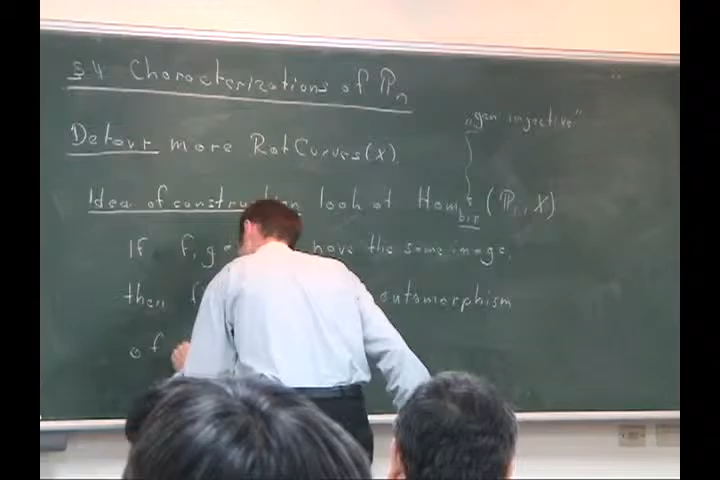 §4 Characterizations of ℙn
"gen injective"
Detour more RatCurves(X)
Idea of construction look at Hom bir (ℙ1, X)
If f, g have the same image,
then automorphism
of